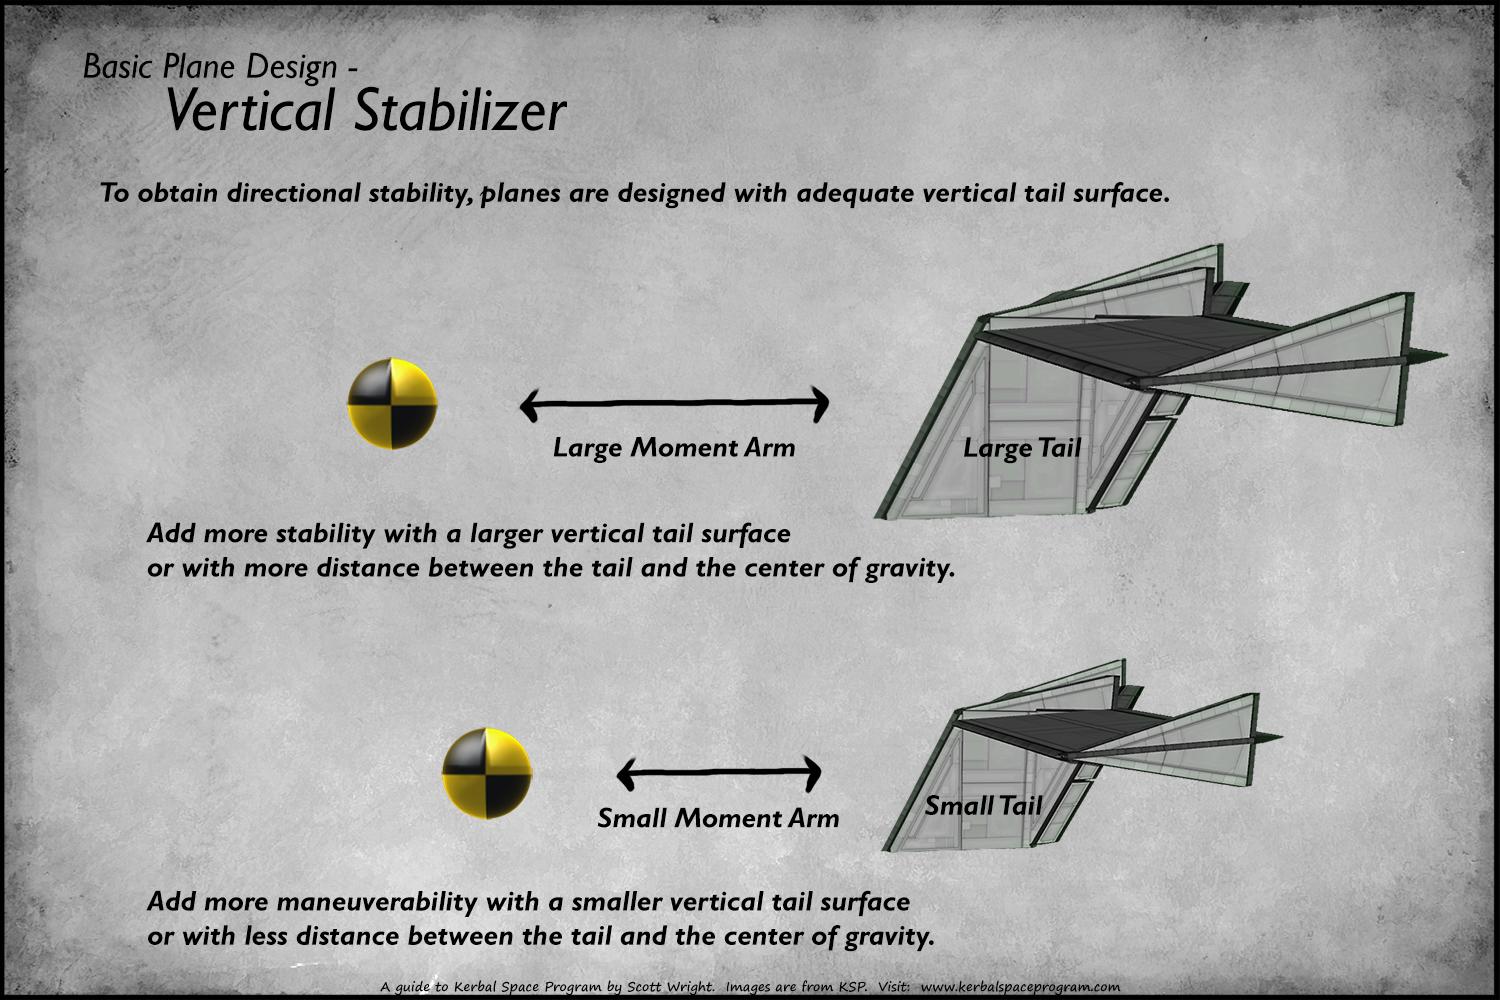 Basic Plane Design -
Vertical Stabilizer
To obtain directional stability, planes are designed with adequate vertical tail surface.
Large Moment Arm
Large Tail
Add more stability with a larger vertical tail surface
or with more distance between the tail and the center of gravity.
Small Moment Arm
Small Tail
Add more maneuverability with a smaller vertical tail surface
or with less distance between the tail and the center of gravity.
A guide to Kerbal Space Program by Scott Wright. Images are from KSP. Visit: www.kerbalspaceprogram.com